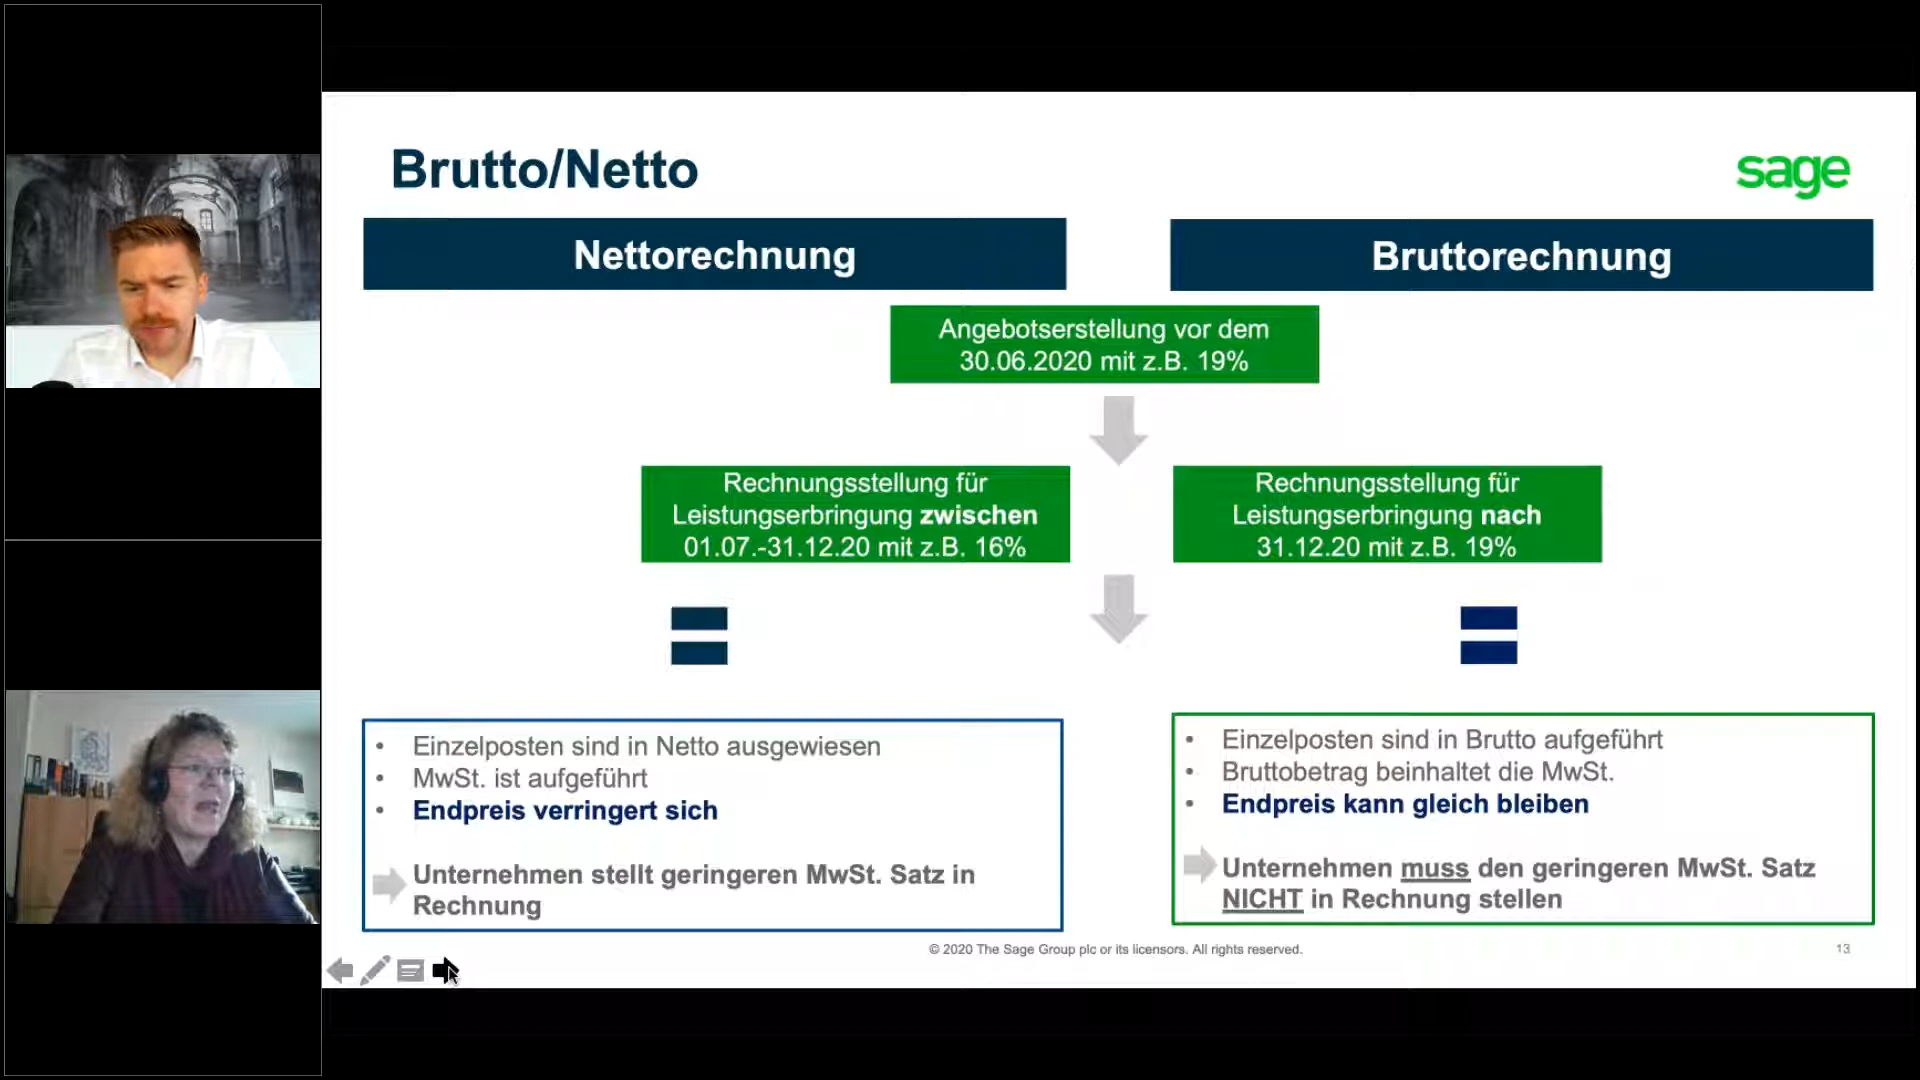 Brutto/Netto
sage
Nettorechnung
Bruttorechnung
Angebotserstellung vor dem
30.06.2020 mit z.B. 19%
Rechnungsstellung für
Leistungserbringung zwischen
01.07.-31.12.20 mit z.B. 16%
Rechnungsstellung für
Leistungserbringung nach
31.12.20 mit z.B. 19%
• Einzelposten sind in Netto ausgewiesen
• MwSt. ist aufgeführt
• Endpreis verringert sich
Unternehmen stellt geringeren MwSt. Satz in
Rechnung
• Einzelposten sind in Brutto aufgeführt
• Bruttobetrag beinhaltet die MwSt.
• Endpreis kann gleich bleiben
Unternehmen muss den geringeren MwSt. Satz
NICHT in Rechnung stellen
© 2020 The Sage Group plc or its licensors. All rights reserved.
13